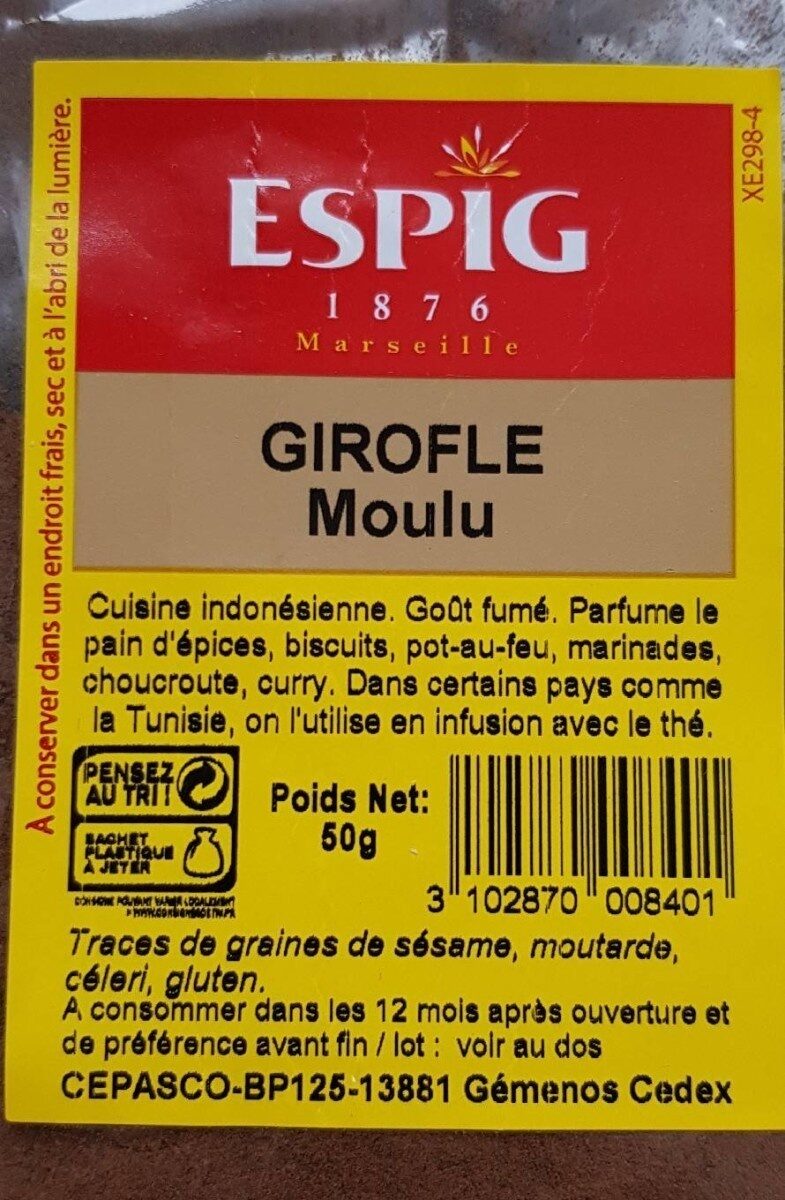 ESPIG
1876
Marseille
GIROFLE
Moulu
Cuisine indonésienne. Goût fumé. Parfume le
pain d'épices, biscuits, pot-au-feu, marinades,
choucroute, curry. Dans certains pays comme
la Tunisie, on l'utilise en infusion avec le thé.
PENSEZ
AU TRI !
SACHET
PLASTIQUE
À JETER
CONSIGNE POUVANT VARIER LOCALEMENT
Poids Net:
50g
3 102870 008401
Traces de graines de sésame, moutarde,
céleri, gluten.
A consommer dans les 12 mois après ouverture et
de préférence avant fin / lot : voir au dos
CEPASCO-BP125-13881 Gémenos Cedex
A conserver dans un endroit frais, sec et à l'abri de la lumière.
XE298-4